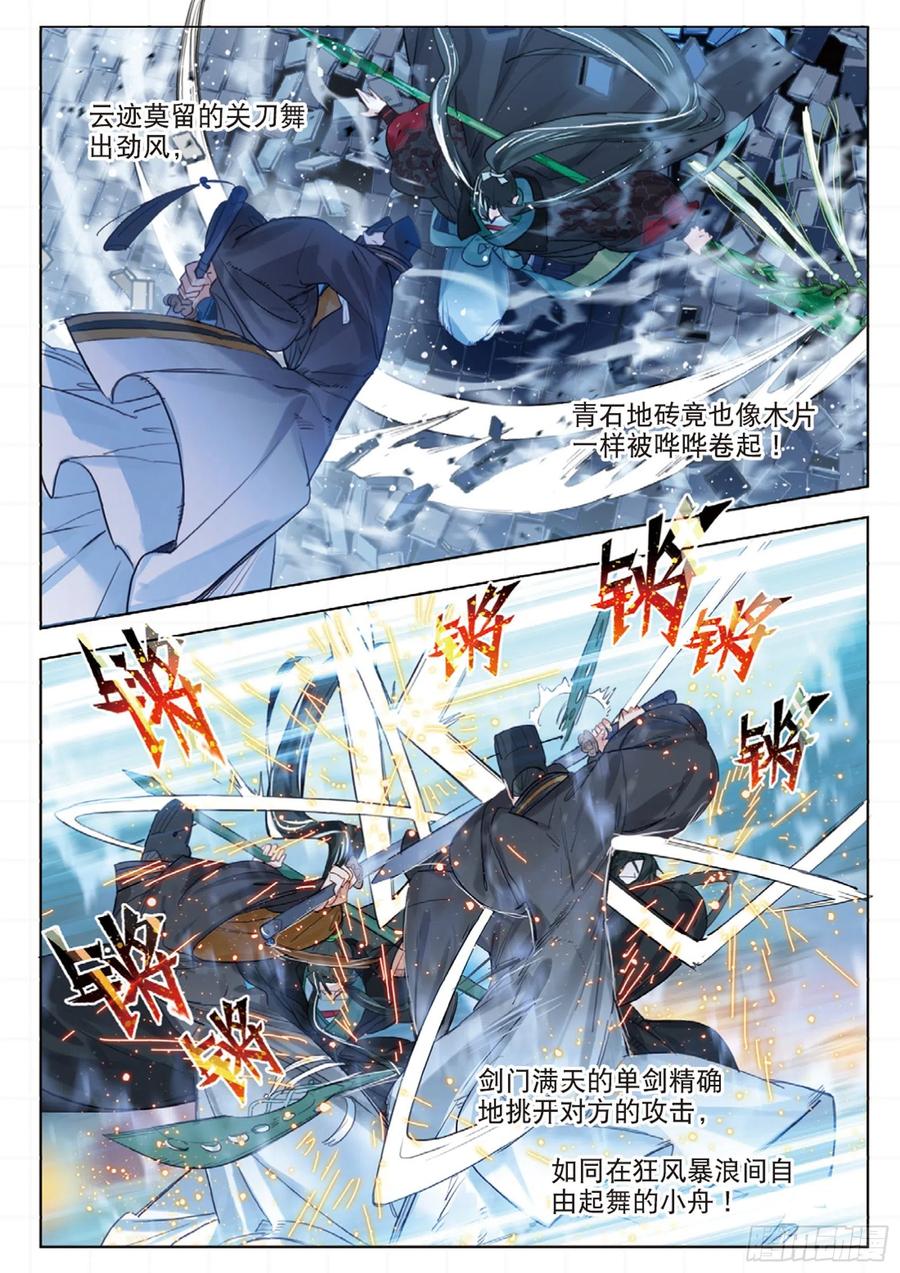 云迹莫留的关刀舞
出劲风，
青石地砖竟也像木片
一样被哗哗卷起！
锵
锵
锵
锵
锵
锵
锵
剑门满天的单剑精确
地挑开对方的攻击，
如同在狂风暴浪间自
由起舞的小舟！
腾讯动漫